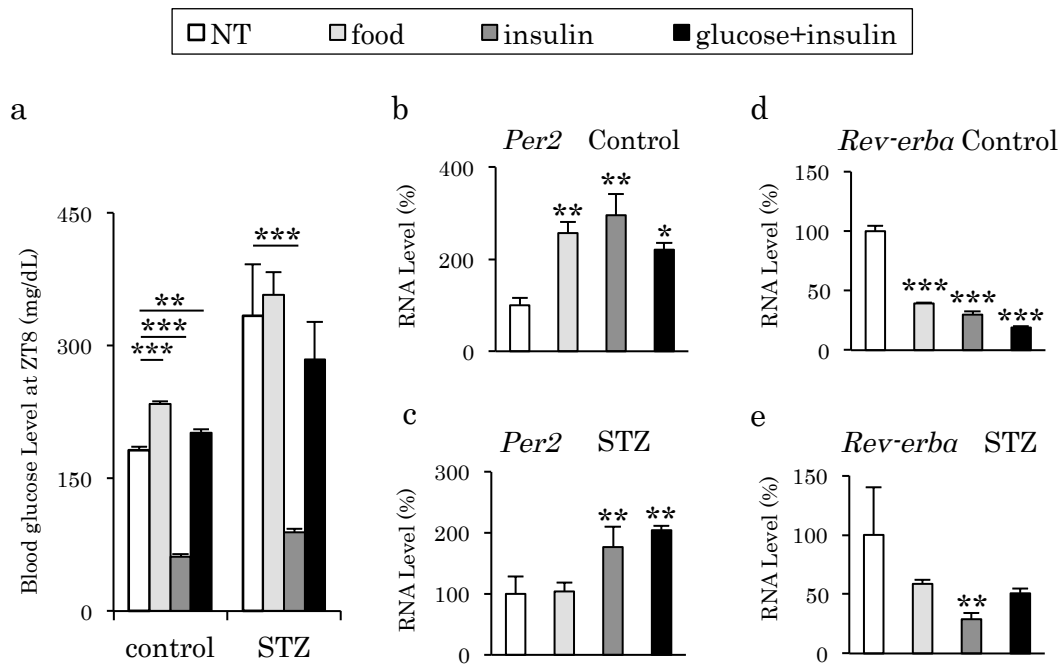 NT food insulin glucose+insulin
a
Blood glucose Level at ZT8 (mg/dL)
450
300
150
0
***
***
**
***
control STZ
b
Per2 Control
RNA Level (%)
400
200
0
**
**
*
c
Per2 STZ
RNA Level (%)
300
200
100
0
**
**
d
Rev-erba Control
RNA Level (%)
150
100
50
0
***
***
***
e
Rev-erba STZ
RNA Level (%)
150
100
50
0
**